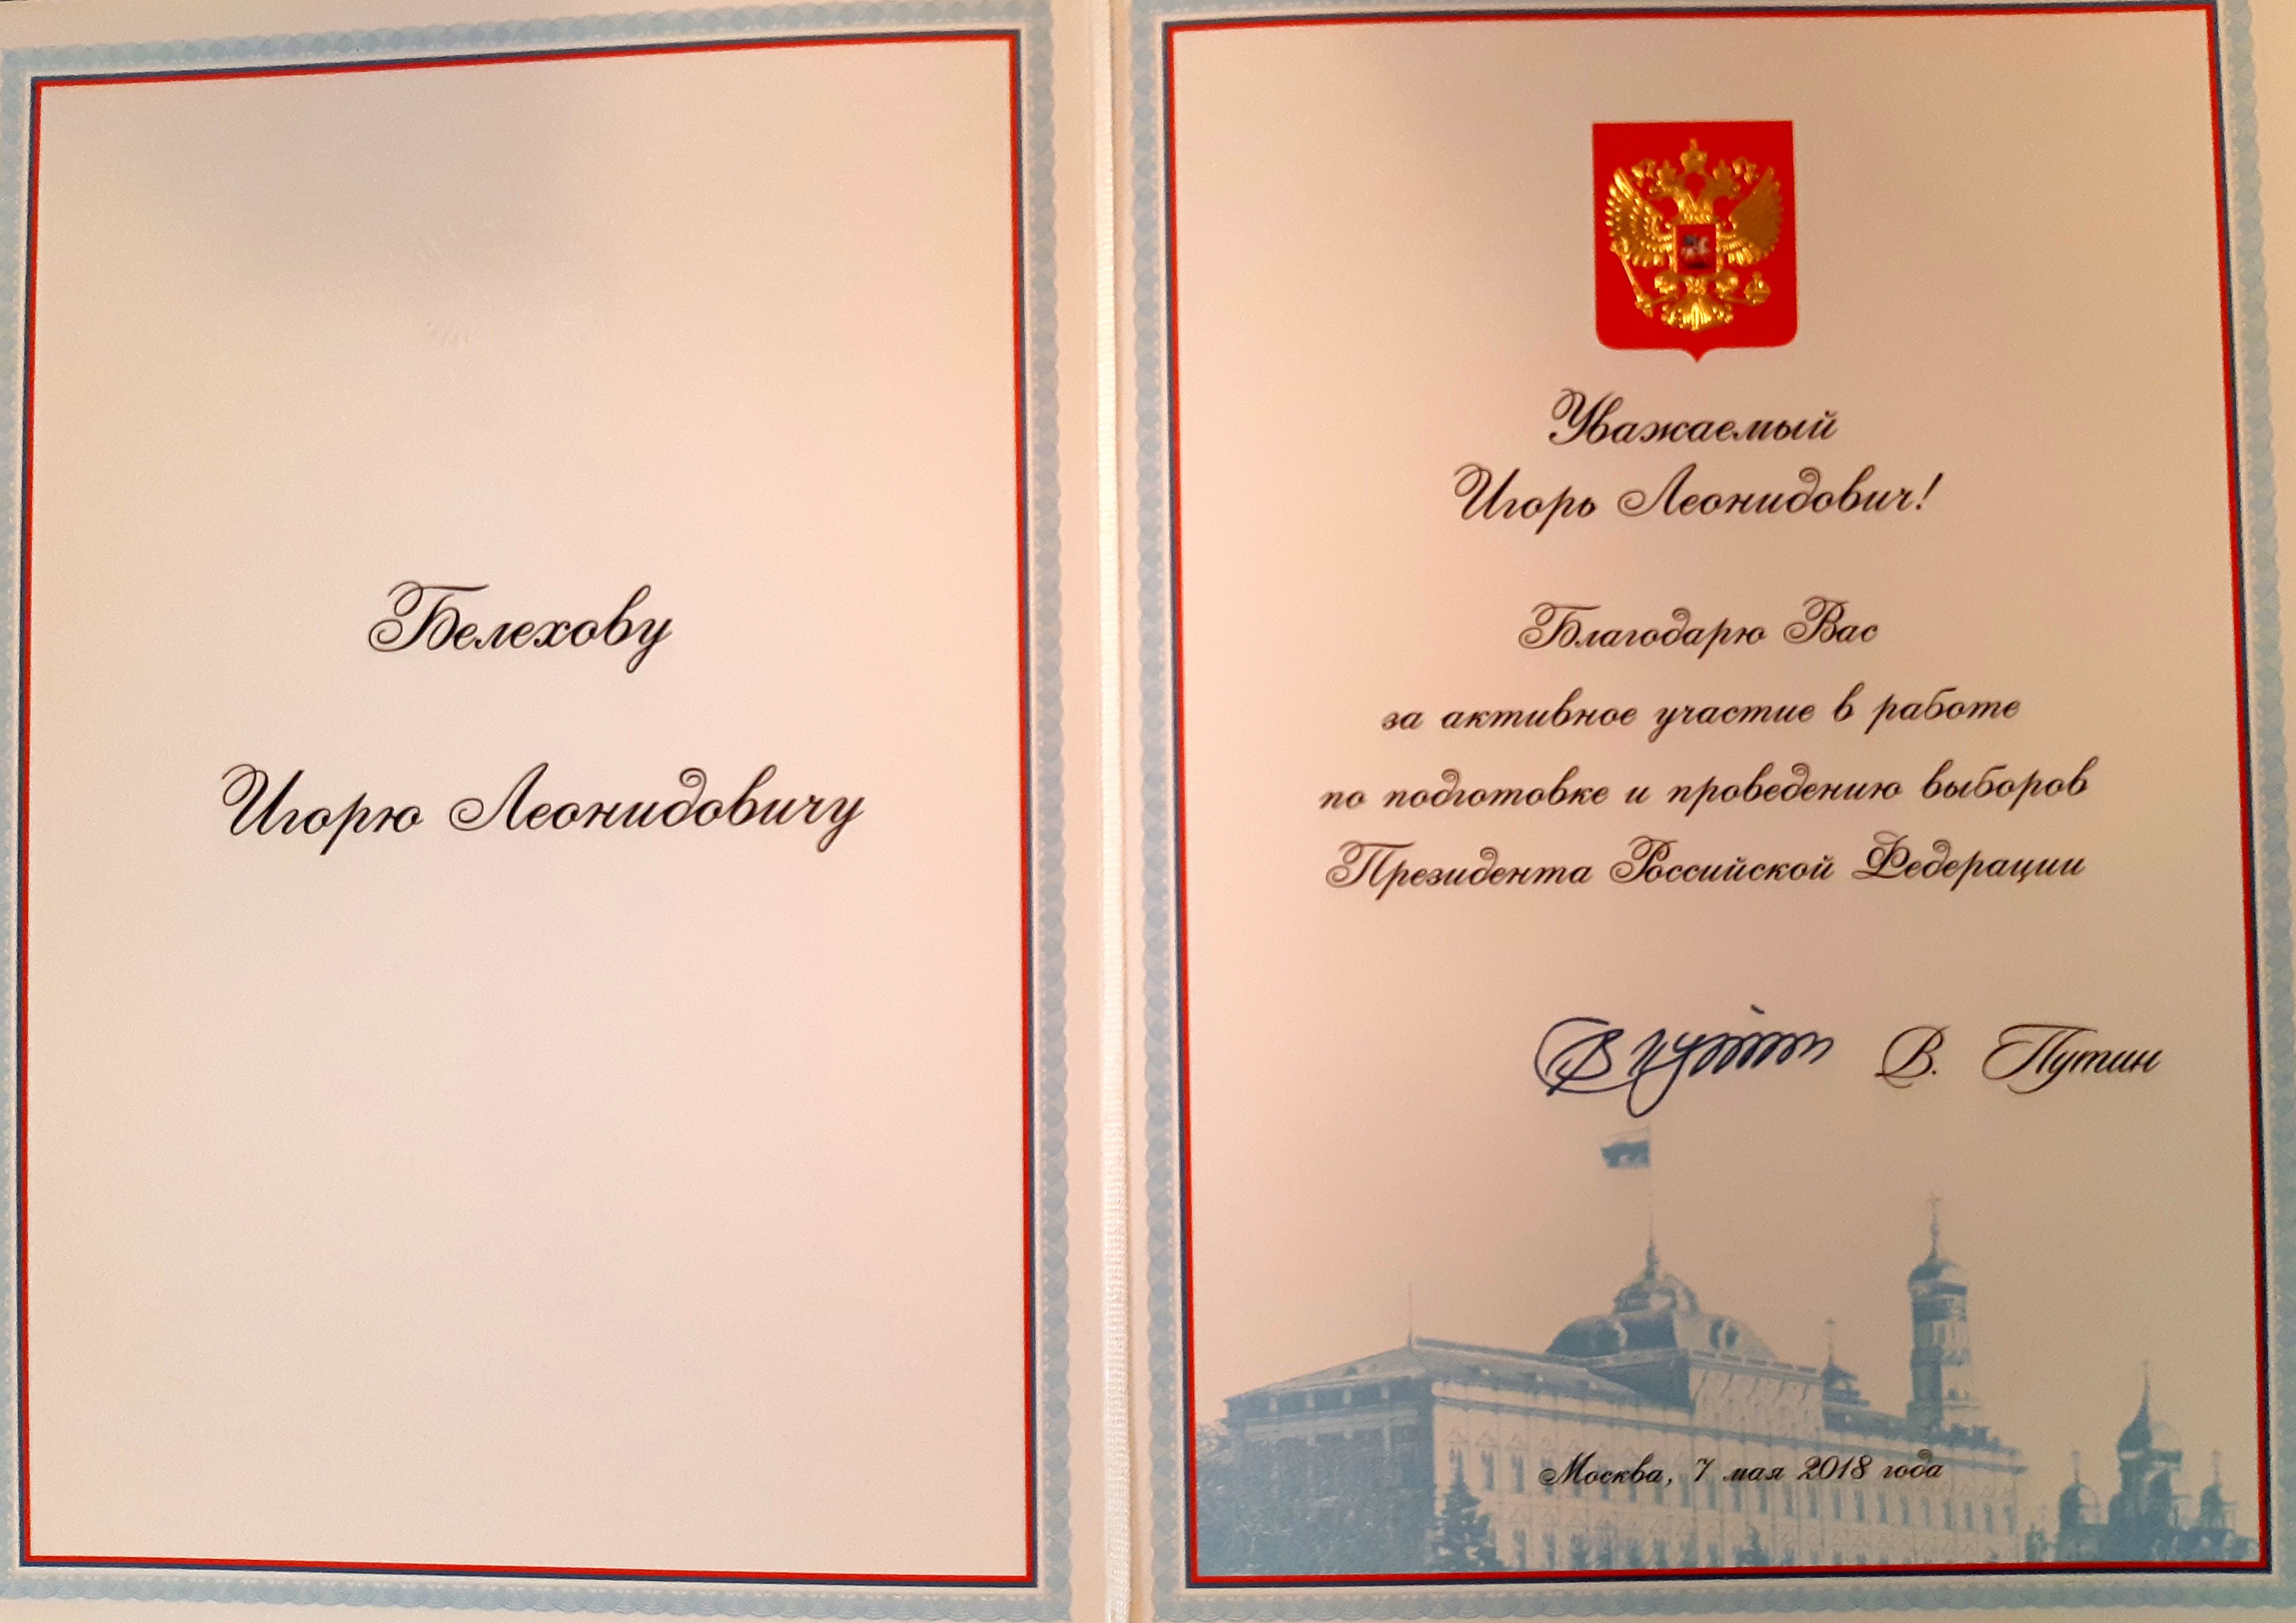 Белехову
Игорю Леонидовичу
Уважаемый
Игорь Леонидович!
Благодарю Вас
за активное участие в работе
по подготовке и проведению выборов
Президента Российской Федерации
В. Путин
Москва, 7 мая 2018 года